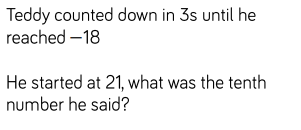 Teddy counted down in 3s until he
reached –18
He started at 21, what was the tenth
number he said?